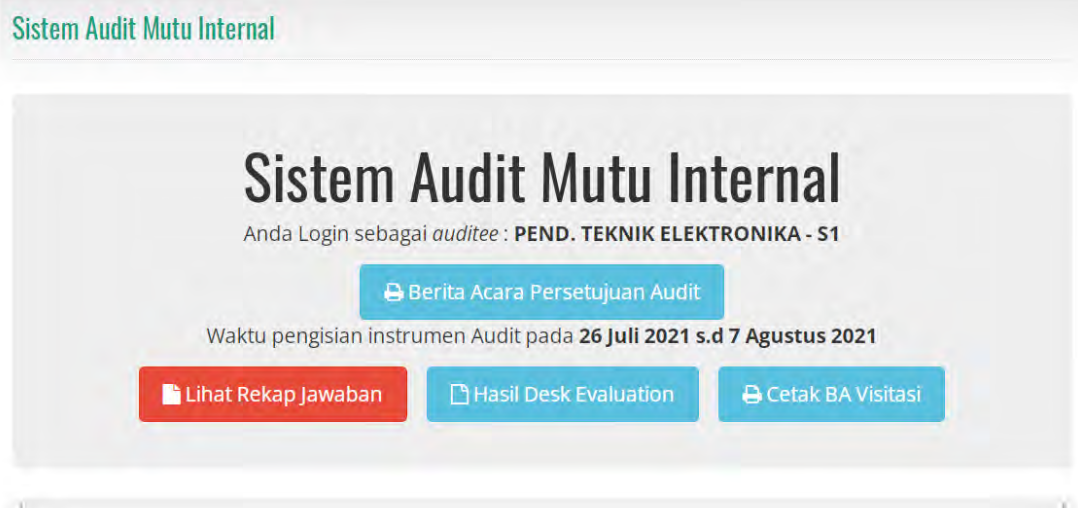 Sistem Audit Mutu Internal
Sistem Audit Mutu Internal
Anda Login sebagai auditee : PEND. TEKNIK ELEKTRONIKA - S1
Berita Acara Persetujuan Audit
Waktu pengisian instrumen Audit pada 26 Juli 2021 s.d 7 Agustus 2021
Lihat Rekap Jawaban Hasil Desk Evaluation Cetak BA Visitasi